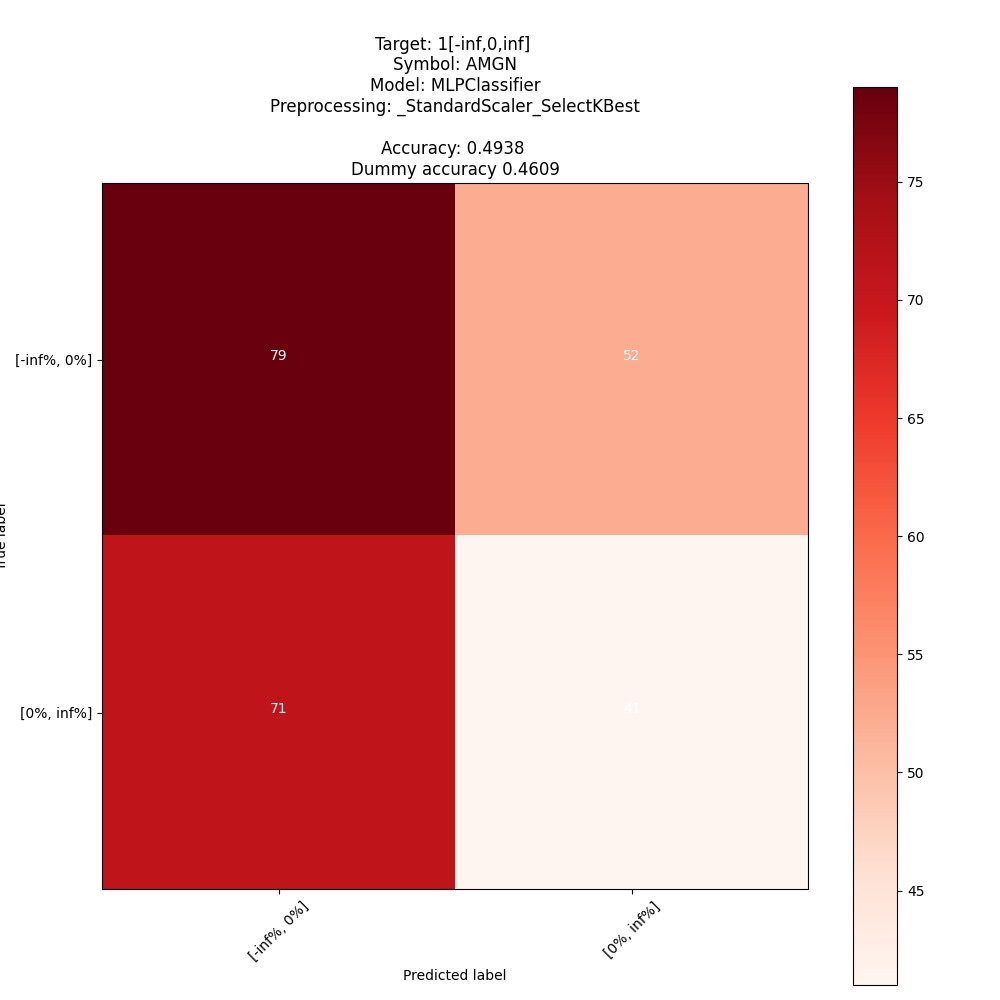 Target: 1[-inf,0,inf]
Symbol: AMGN
Model: MLPClassifier
Preprocessing: _StandardScaler_SelectKBest
Accuracy: 0.4938
Dummy accuracy 0.4609
[-inf%, 0%]
79
52
[0%, inf%]
71
41
label
[-inf%, 0%]
[0%, inf%]
Predicted label
75
70
65
60
55
50
45